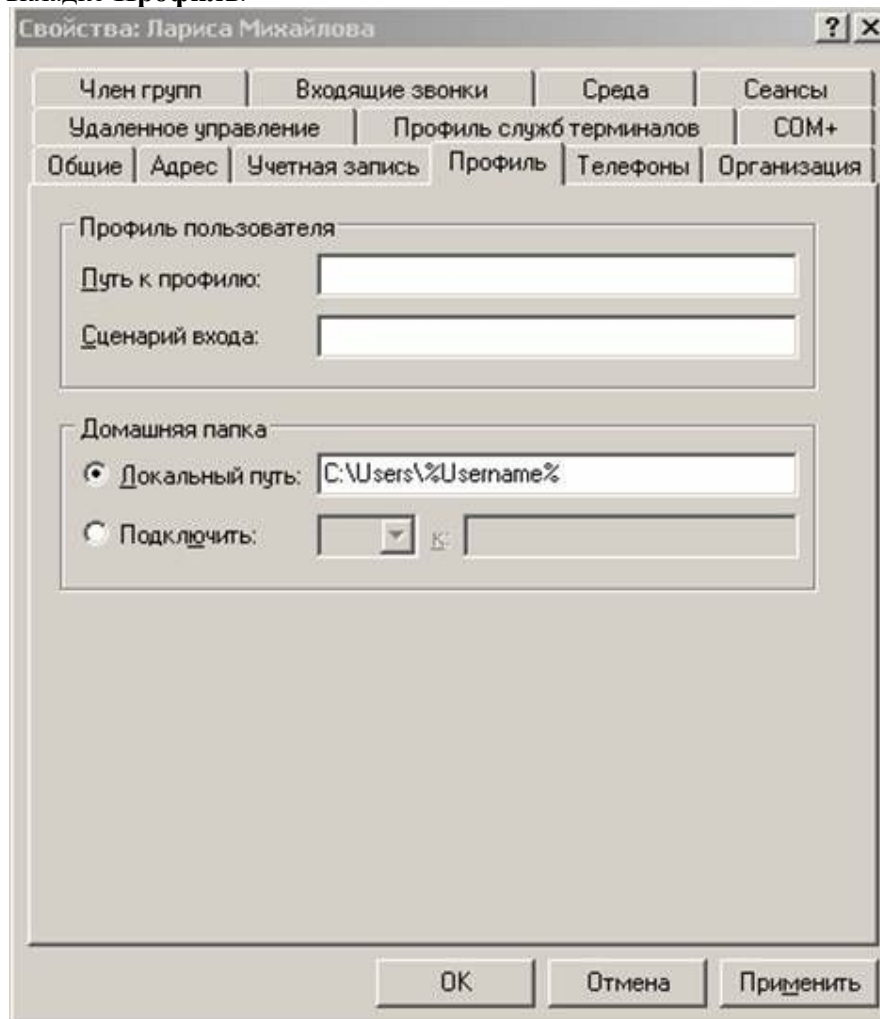 Свойства: Лариса Михайлова
Член групп Входящие звонки Среда Сеансы
Удаленное управление Профиль служб терминалов COM+
Общие Адрес Учетная запись Профиль Телефоны Организация
Профиль пользователя
Путь к профилю:
Сценарий входа:
Домашняя папка
Локальный путь: C:\Users\%Username%
Подключить: к:
OK Отмена Применить